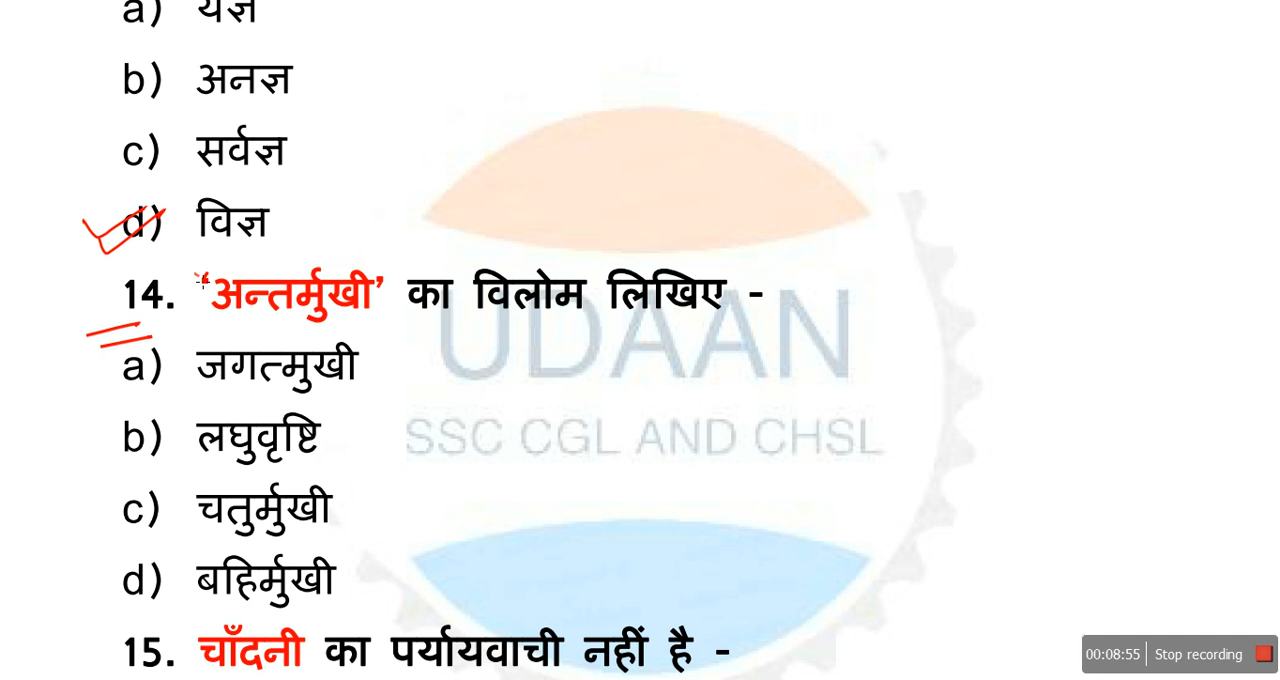 a) यज्ञ
b) अनज्ञ
c) सर्वज्ञ
d) विज्ञ
14. ‘अन्तर्मुखी’ का विलोम लिखिए -
a) जगत्मुखी
b) लघुवृष्टि
c) चतुर्मुखी
d) बहिर्मुखी
15. चाँदनी का पर्यायवाची नहीं है -
UDAAN
SSC CGL AND CHSL
00:08:55 Stop recording